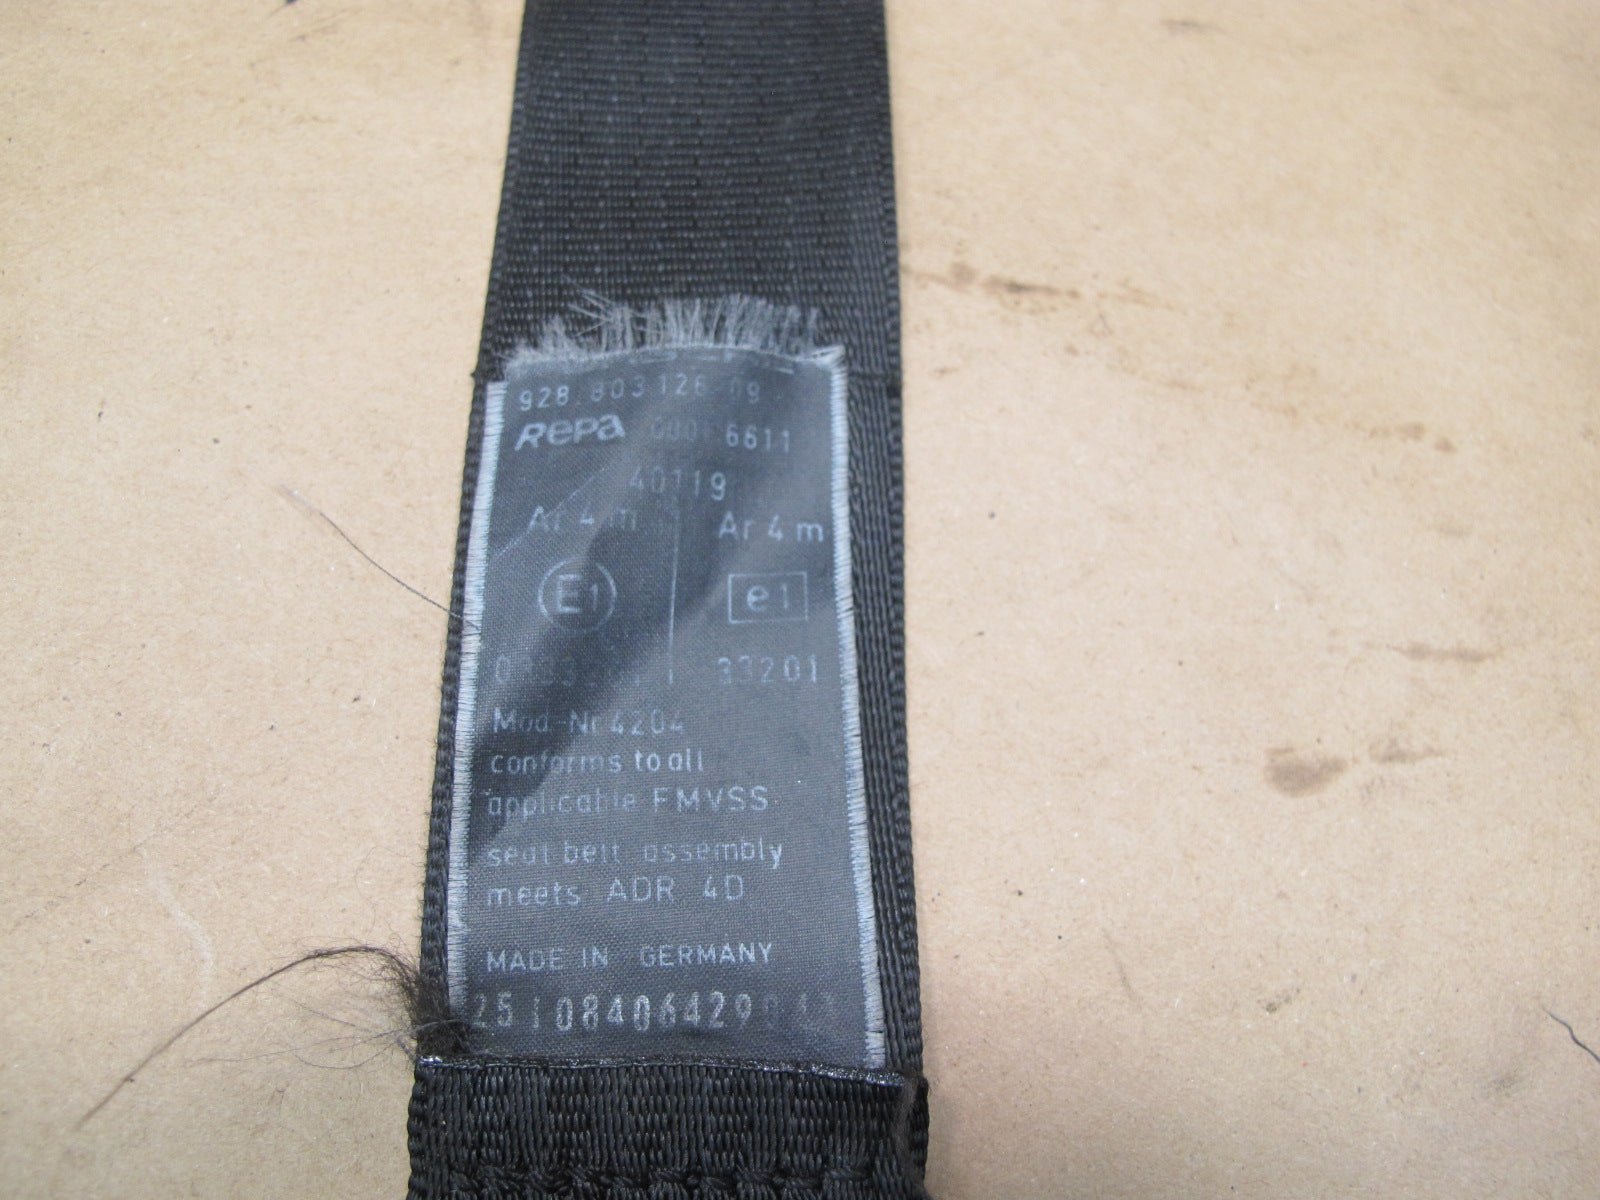 928.803.126.09
RepA 6611
40119
Ar 4 m Ar 4 m
E1 e1
33201
Mod-Nr 4204
conforms to all
applicable FMVSS
seat belt assembly
meets ADR 4D
MADE IN GERMANY